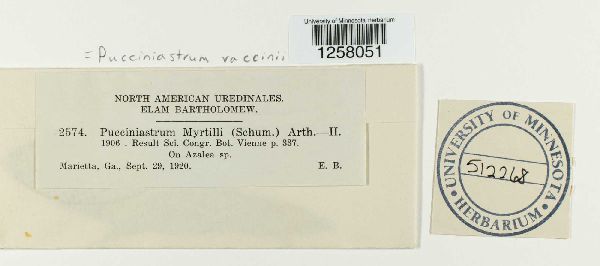 University of Minnesota herbarium
1258051
= Pucciniastrum vaccinii
NORTH AMERICAN UREDINALES.
ELAM BARTHOLOMEW.
2574. Pucciniastrum Myrtilli (Schum.) Arth.—II.
1906 . Result Sci. Congr. Bot. Vienne p. 337.
On Azalea sp.
Marietta, Ga., Sept. 29, 1920. E. B.
UNIVERSITY OF MINNESOTA
512268
HERBARIUM